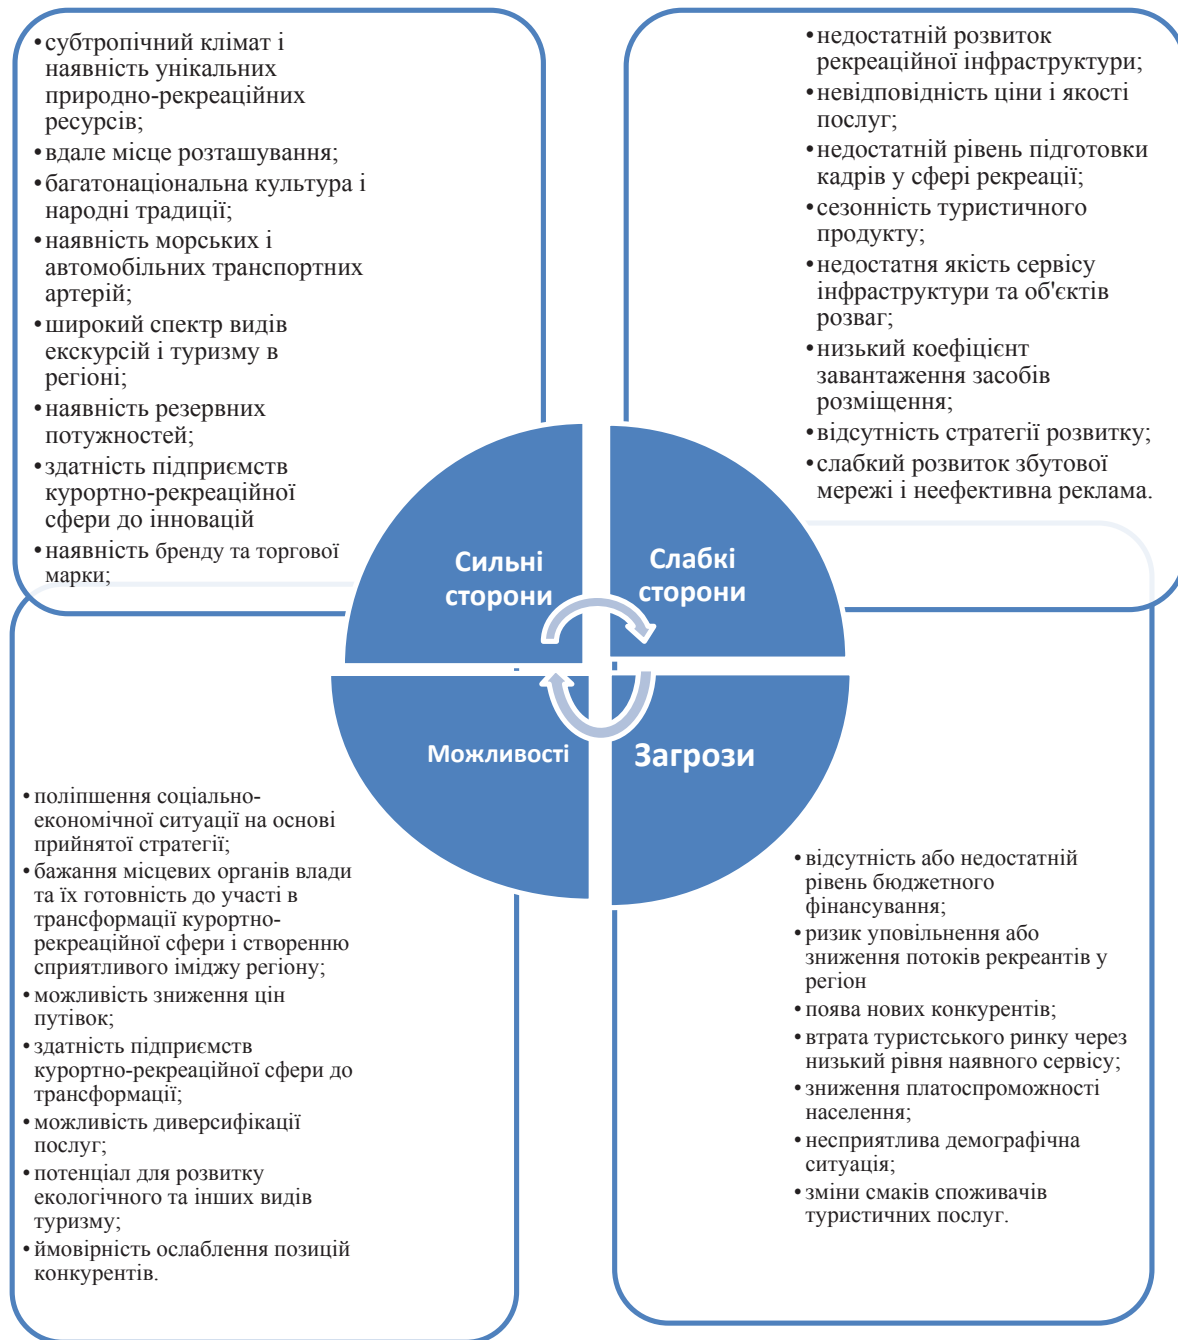 •субтропічний клімат і
наявність унікальних
природно-рекреаційних
ресурсів;
•вдале місце розташування;
•багатонаціональна культура і
народні традиції;
•наявність морських і
автомобільних транспортних
артерій;
•широкий спектр видів
екскурсій і туризму в
регіоні;
•наявність резервних
потужностей;
•здатність підприємств
курортно-рекреаційної
сфери до інновацій
•наявність бренду та торгової
марки;
•недостатній розвиток
рекреаційної інфраструктури;
•невідповідність ціни і якості
послуг;
•недостатній рівень підготовки
кадрів у сфері рекреації;
•сезонність туристичного
продукту;
•недостатня якість сервісу
інфраструктури та об'єктів
розваг;
•низький коефіцієнт
завантаження засобів
розміщення;
•відсутність стратегії розвитку;
•слабкий розвиток збутової
мережі і неефективна реклама.
Сильні
сторони
Слабкі
сторони
Можливості
Загрози
•поліпшення соціально-
економічної ситуації на основі
прийнятої стратегії;
•бажання місцевих органів влади
та їх готовність до участі в
трансформації курортно-
рекреаційної сфери і створенню
сприятливого іміджу регіону;
•можливість зниження цін
путівок;
•здатність підприємств
курортно-рекреаційної сфери до
трансформації;
•можливість диверсифікації
послуг;
•потенціал для розвитку
екологічного та інших видів
туризму;
•ймовірність ослаблення позицій
конкурентів.
•відсутність або недостатній
рівень бюджетного
фінансування;
•ризик уповільнення або
зниження потоків рекреантів у
регіон
•поява нових конкурентів;
•втрата туристського ринку через
низький рівня наявного сервісу;
•зниження платоспроможності
населення;
•несприятлива демографічна
ситуація;
•зміни смаків споживачів
туристичних послуг.